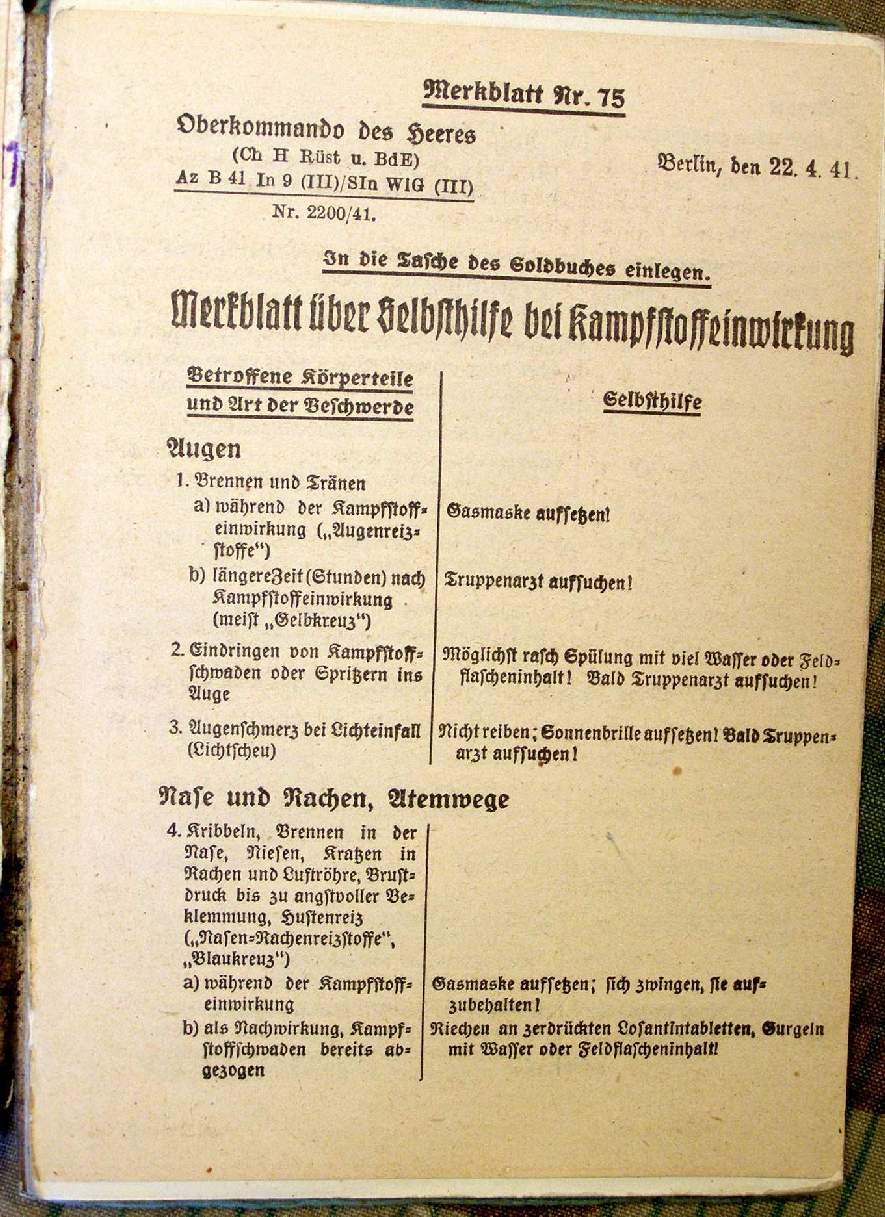 Merkblatt Nr. 75
Oberkommando des Heeres
(Ch H Rüst u. BdE)
Az B 41 In 9 (III)/SIn WiG (III)
Nr. 2200/41.
Berlin, den 22. 4. 41.
In die Tasche des Soldbuches einlegen.
Merkblatt über Selbsthilfe bei Kampfstoffeinwirkung
Betroffene Körperteile
und Art der Beschwerde
Selbsthilfe
Augen
1. Brennen und Tränen
a) während der Kampfstoff-
einwirkung („Augenreiz-
stoffe“)
Gasmaske aufsetzen!
b) längere Zeit (Stunden) nach
Kampfstoffeinwirkung
(meist „Gelbkreuz“)
Truppenarzt aufsuchen!
2. Eindringen von Kampfstoff-
schwaden oder Spritzern ins
Auge
Möglichst rasch Spülung mit viel Wasser oder Feld-
flascheninhalt! Bald Truppenarzt aufsuchen!
3. Augenschmerz bei Lichteinfall
(Lichtscheu)
Nicht reiben; Sonnenbrille aufsetzen! Bald Truppen-
arzt aufsuchen!
Nase und Rachen, Atemwege
4. Kribbeln, Brennen in der
Nase, Niesen, Kratzen in
Rachen und Luftröhre, Brust-
druck bis zu angstvoller Be-
klemmung, Hustenreiz
(„Nasen-Rachenreizstoffe“,
„Blaukreuz“)
a) während der Kampfstoff-
einwirkung
Gasmaske aufsetzen; sich zwingen, sie auf-
zubehalten!
b) als Nachwirkung, Kampf-
stoffschwaden bereits ab-
gezogen
Riechen an zerdrückten Losantintabletten, Gurgeln
mit Wasser oder Feldflascheninhalt!